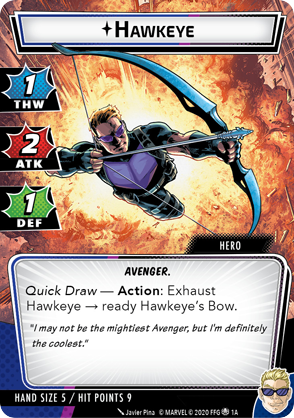 HAWKEYE
1
THW
2
ATK
1
DEF
HERO
AVENGER.
Quick Draw — Action: Exhaust
Hawkeye → ready Hawkeye's Bow.
"I may not be the mightiest Avenger, but I'm definitely
the coolest."
HAND SIZE 5 / HIT POINTS 9
Javier Pina © MARVEL © 2020 FFG 1A